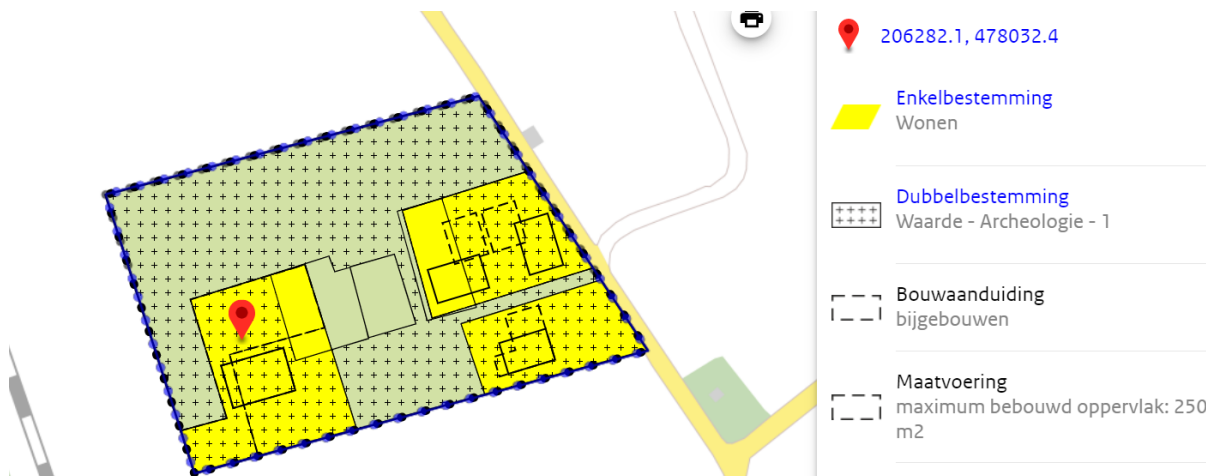 206282.1, 478032.4
Enkelbestemming
Wonen
Dubbelbestemming
Waarde - Archeologie - 1
Bouwaanduiding
bijgebouwen
Maatvoering
maximum bebouwd oppervlak: 250
m2